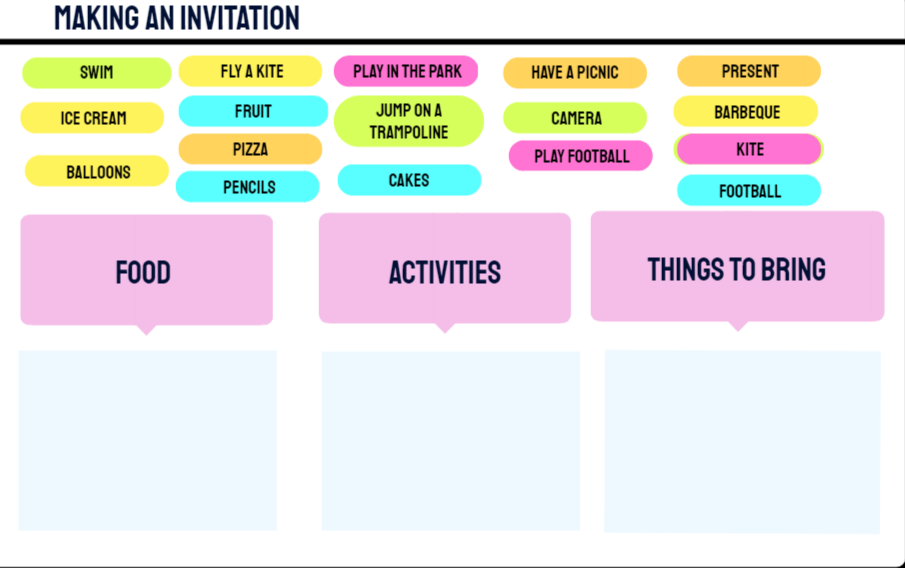 MAKING AN INVITATION
SWIM
FLY A KITE
PLAY IN THE PARK
HAVE A PICNIC
PRESENT
ICE CREAM
FRUIT
JUMP ON A
TRAMPOLINE
CAMERA
BARBEQUE
BALLOONS
PIZZA
PLAY FOOTBALL
KITE
PENCILS
CAKES
FOOTBALL
FOOD
ACTIVITIES
THINGS TO BRING